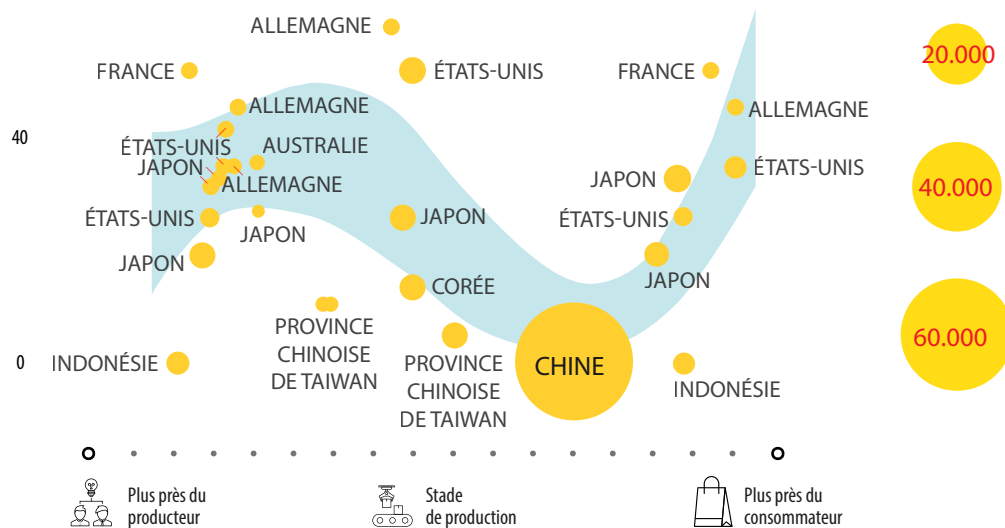 ALLEMAGNE
FRANCE
ÉTATS-UNIS
FRANCE
20.000
ALLEMAGNE
ALLEMAGNE
40
ÉTATS-UNIS
AUSTRALIE
JAPON
ÉTATS-UNIS
ALLEMAGNE
JAPON
40.000
ÉTATS-UNIS
JAPON
JAPON
ÉTATS-UNIS
JAPON
JAPON
CORÉE
PROVINCE
CHINOISE
DE TAIWAN
60.000
0
INDONÉSIE
PROVINCE
CHINOISE
DE TAIWAN
CHINE
INDONÉSIE
Plus près du
producteur
Stade
de production
Plus près du
consommateur